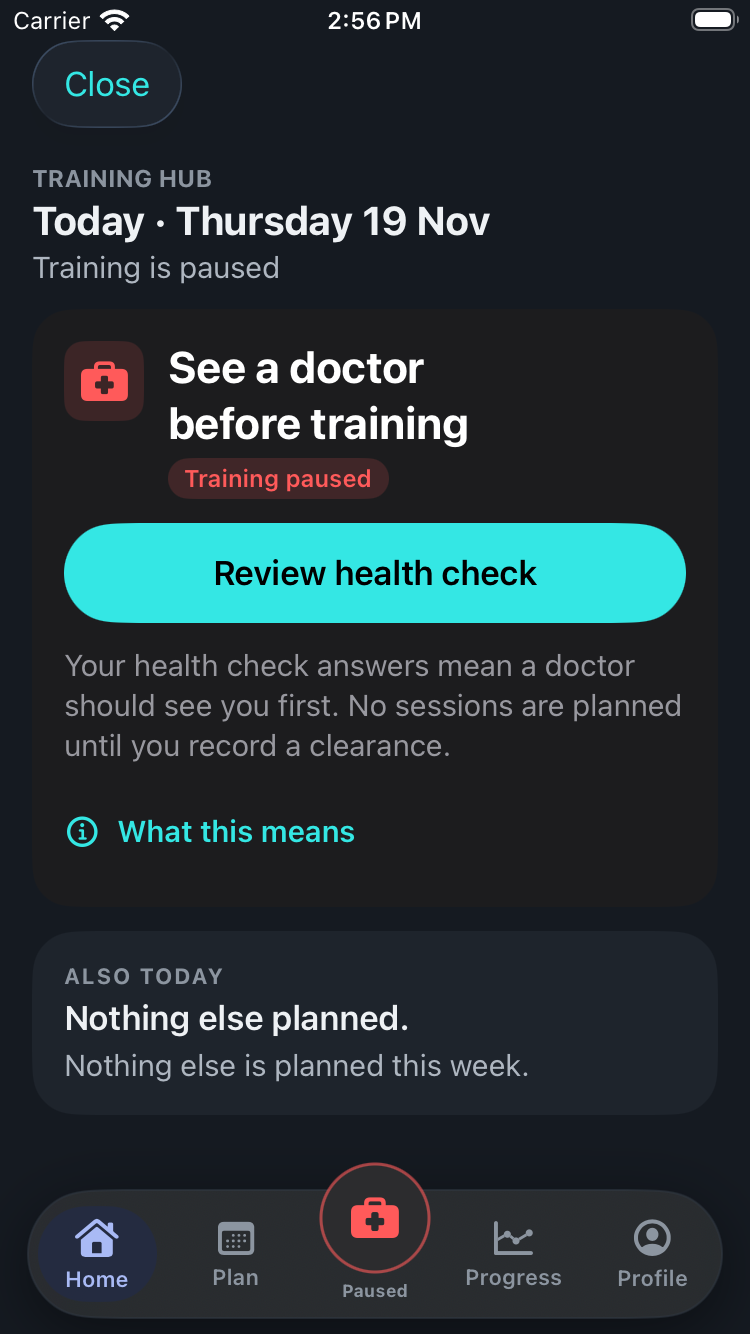 Carrier 2:56 PM
Close
TRAINING HUB
Today · Thursday 19 Nov
Training is paused
See a doctor
before training
Training paused
Review health check
Your health check answers mean a doctor
should see you first. No sessions are planned
until you record a clearance.
What this means
ALSO TODAY
Nothing else planned.
Nothing else is planned this week.
Home
Plan
Paused
Progress
Profile